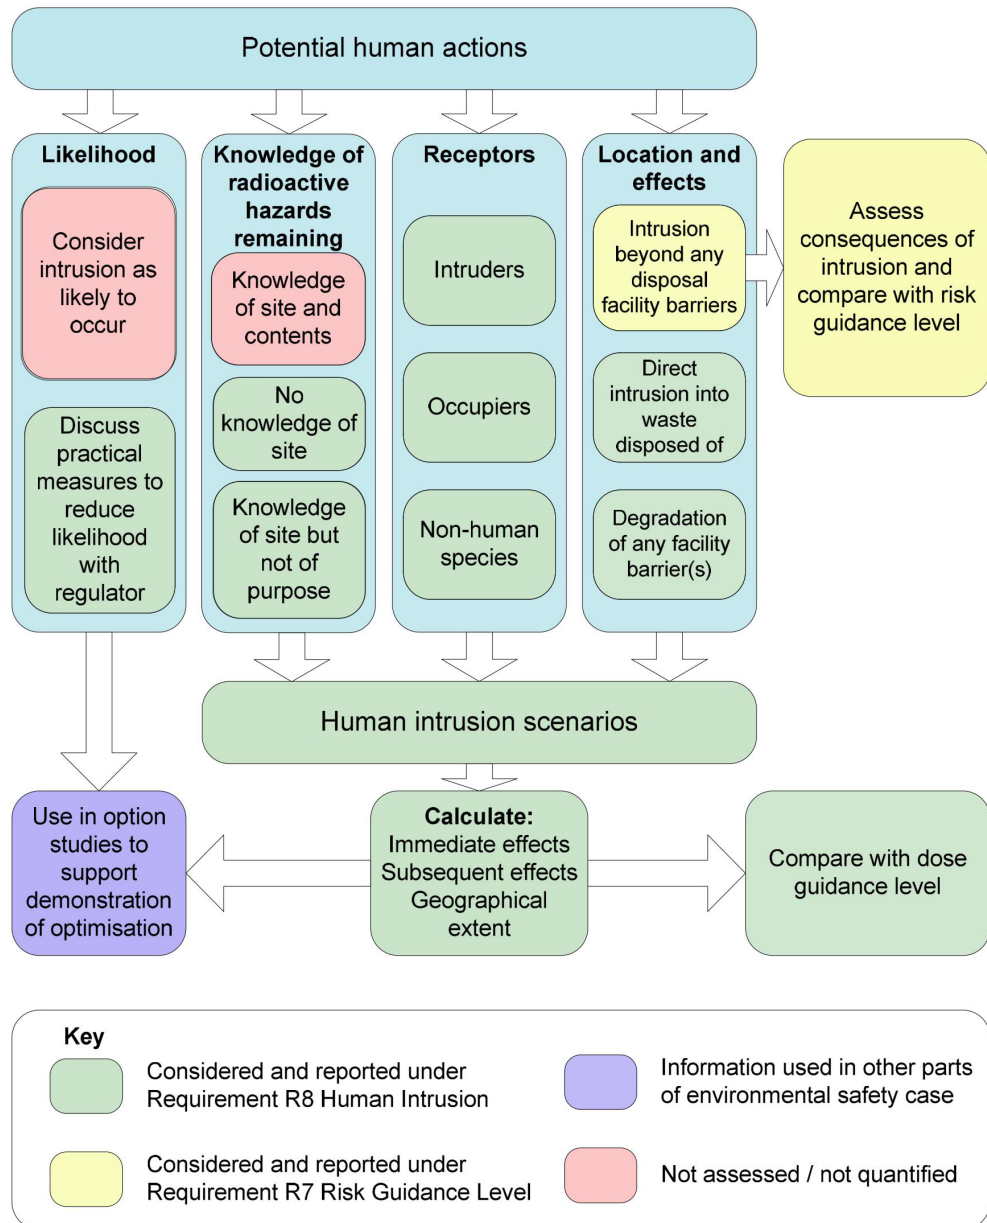 Potential human actions
Likelihood
Consider
intrusion as
likely to
occur
Discuss
practical
measures to
reduce
likelihood
with
regulator
Knowledge of
radioactive
hazards
remaining
Knowledge
of site and
contents
No
knowledge of
site
Knowledge
of site but
not of
purpose
Receptors
Intruders
Occupiers
Non-human
species
Location and
effects
Intrusion
beyond any
disposal
facility barriers
Direct
intrusion into
waste
disposed of
Degradation
of any facility
barrier(s)
Assess
consequences of
intrusion and
compare with risk
guidance level
Human intrusion scenarios
Use in option
studies to
support
demonstration
of optimisation
Calculate:
Immediate effects
Subsequent effects
Geographical
extent
Compare with dose
guidance level
Key
Considered and reported under
Requirement R8 Human Intrusion
Information used in other parts
of environmental safety case
Considered and reported under
Requirement R7 Risk Guidance Level
Not assessed / not quantified